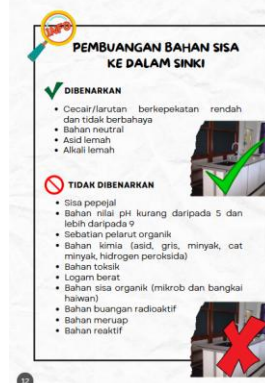 INFO
PEMBUANGAN BAHAN SISA
KE DALAM SINKI
DIBENARKAN
• Cecair/larutan berkepekatan rendah
dan tidak berbahaya
• Bahan neutral
• Asid lemah
• Alkali lemah
TIDAK DIBENARKAN
• Sisa pepejal
• Bahan nilai pH kurang daripada 5 dan
lebih daripada 9
• Sebatian pelarut organik
• Bahan kimia (asid, gris, minyak, cat
minyak, hidrogen peroksida)
• Bahan toksik
• Logam berat
• Bahan sisa organik (mikrob dan bangkai
haiwan)
• Bahan buangan radioaktif
• Bahan meruap
• Bahan reaktif
12